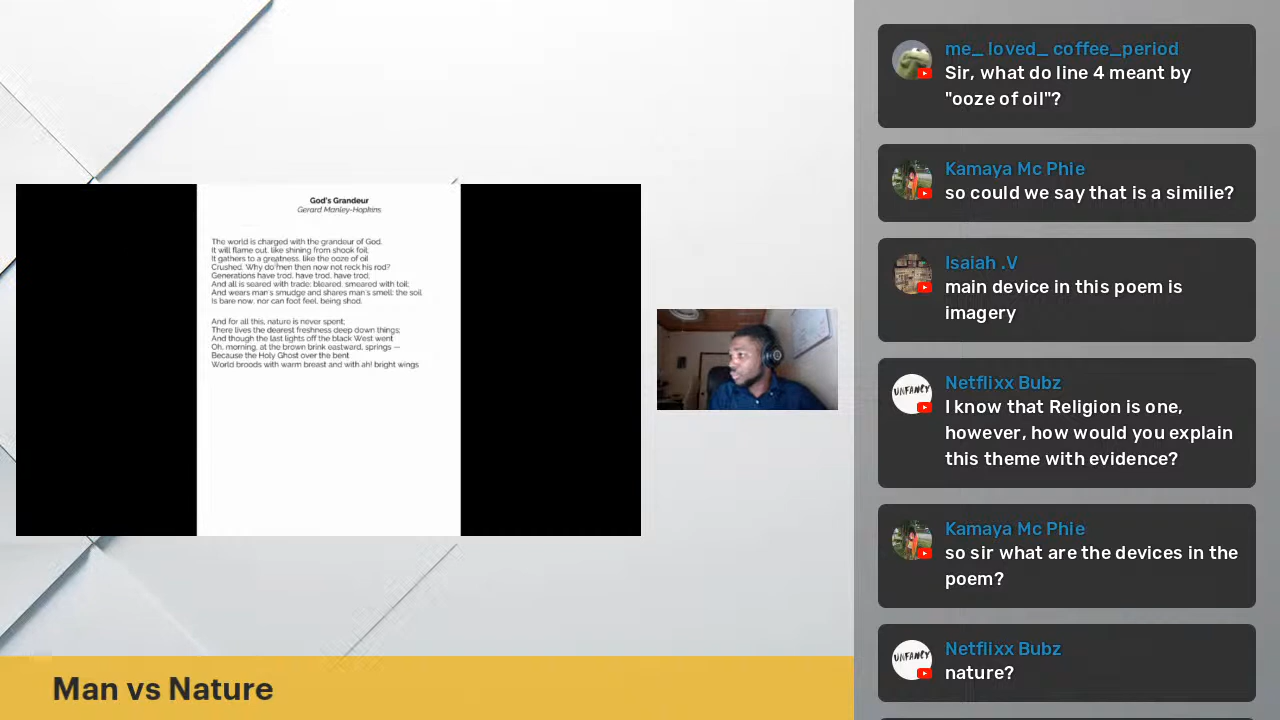 God's Grandeur
Gerard Manley-Hopkins
The world is charged with the grandeur of God.
It will flame out, like shining from shook foil;
It gathers to a greatness, like the ooze of oil
Crushed. Why do men then now not reck his rod?
Generations have trod, have trod, have trod;
And all is seared with trade; bleared, smeared with toil;
And wears man's smudge and shares man's smell: the soil
Is bare now, nor can foot feel, being shod.
And for all this, nature is never spent;
There lives the dearest freshness deep down things;
And though the last lights off the black West went
Oh, morning, at the brown brink eastward, springs —
Because the Holy Ghost over the bent
World broods with warm breast and with ah! bright wings
Man vs Nature
me_ loved_ coffee_period
Sir, what do line 4 meant by
"ooze of oil"?
Kamaya Mc Phie
so could we say that is a similie?
Isaiah .V
main device in this poem is
imagery
Netflixx Bubz
I know that Religion is one,
however, how would you explain
this theme with evidence?
Kamaya Mc Phie
so sir what are the devices in the
poem?
UNFANCY
Netflixx Bubz
nature?
UNFANCY